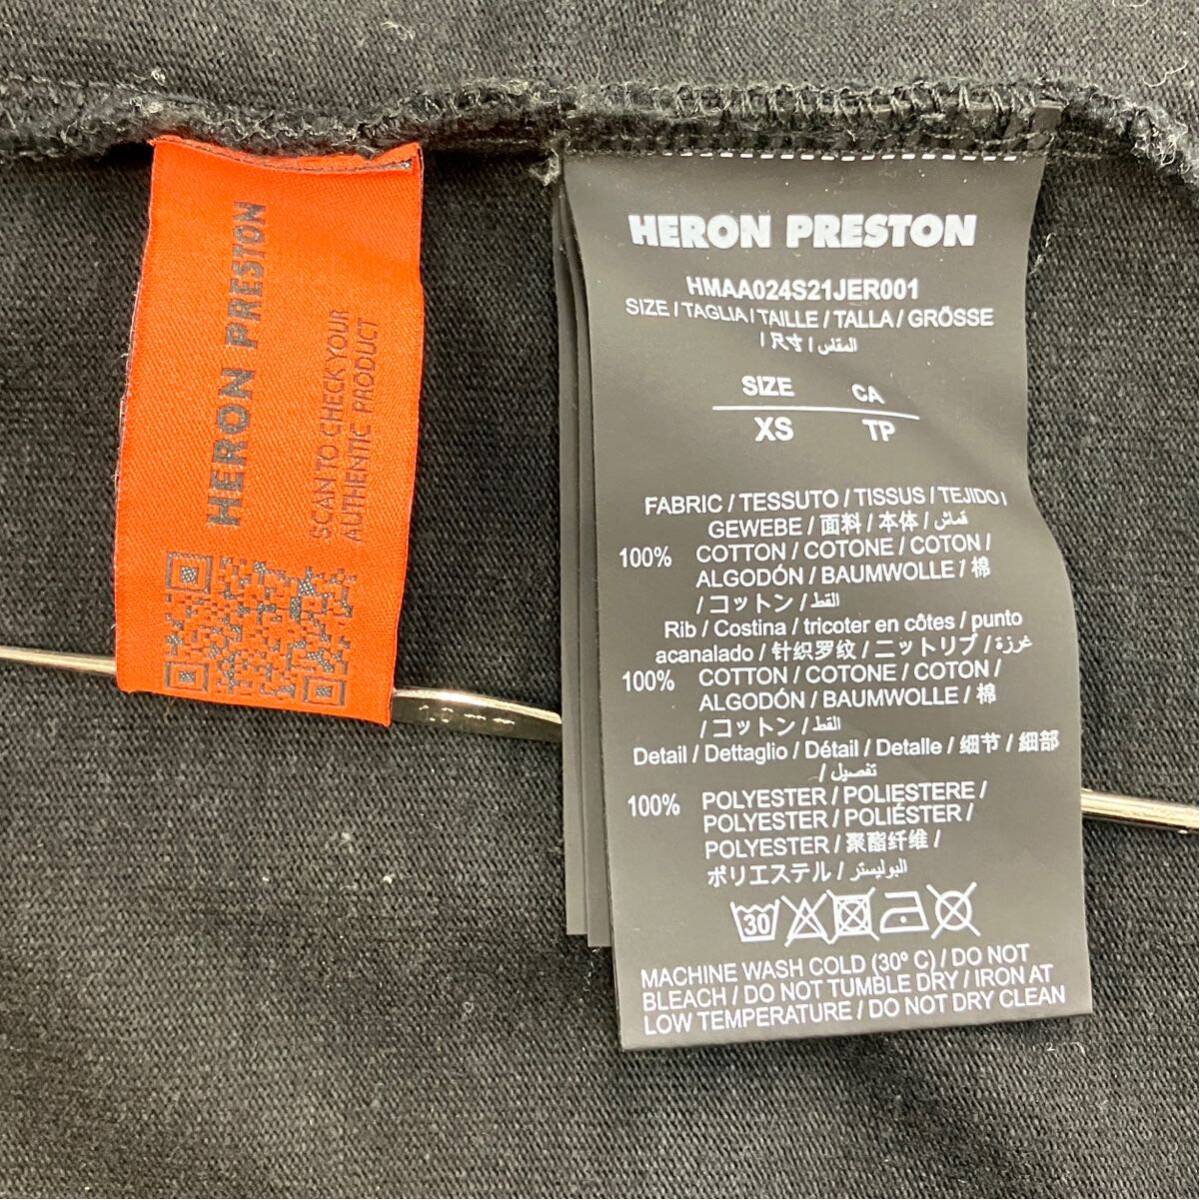 HERON PRESTON
SCAN TO CHECK YOUR
AUTHENTIC PRODUCT
HERON PRESTON
HMAA024S21JER001
SIZE / TAGLIA / TAILLE / TALLA / GRÖSSE
/ 尺寸 / المقاس
SIZE CA
XS TP
FABRIC / TESSUTO / TISSUS / TEJIDO /
GEWEBE / 面料 / 本体 / قماش
100% COTTON / COTONE / COTON /
ALGODÓN / BAUMWOLLE / 棉
/ コットン / القط
Rib / Costina / tricoter en côtes / punto
acanalado / 针织罗纹 / ニットリブ / غرزة
100% COTTON / COTONE / COTON /
ALGODÓN / BAUMWOLLE / 棉
/ コットン / القط
Detail / Dettaglio / Détail / Detalle / 细节 / 細部
/ تفصيل
100% POLYESTER / POLIESTERE /
POLYESTER / POLIÉSTER /
POLYESTER / 聚酯纤维 /
ポリエステル / البوليستر
30
MACHINE WASH COLD (30º C) / DO NOT
BLEACH / DO NOT TUMBLE DRY / IRON AT
LOW TEMPERATURE / DO NOT DRY CLEAN